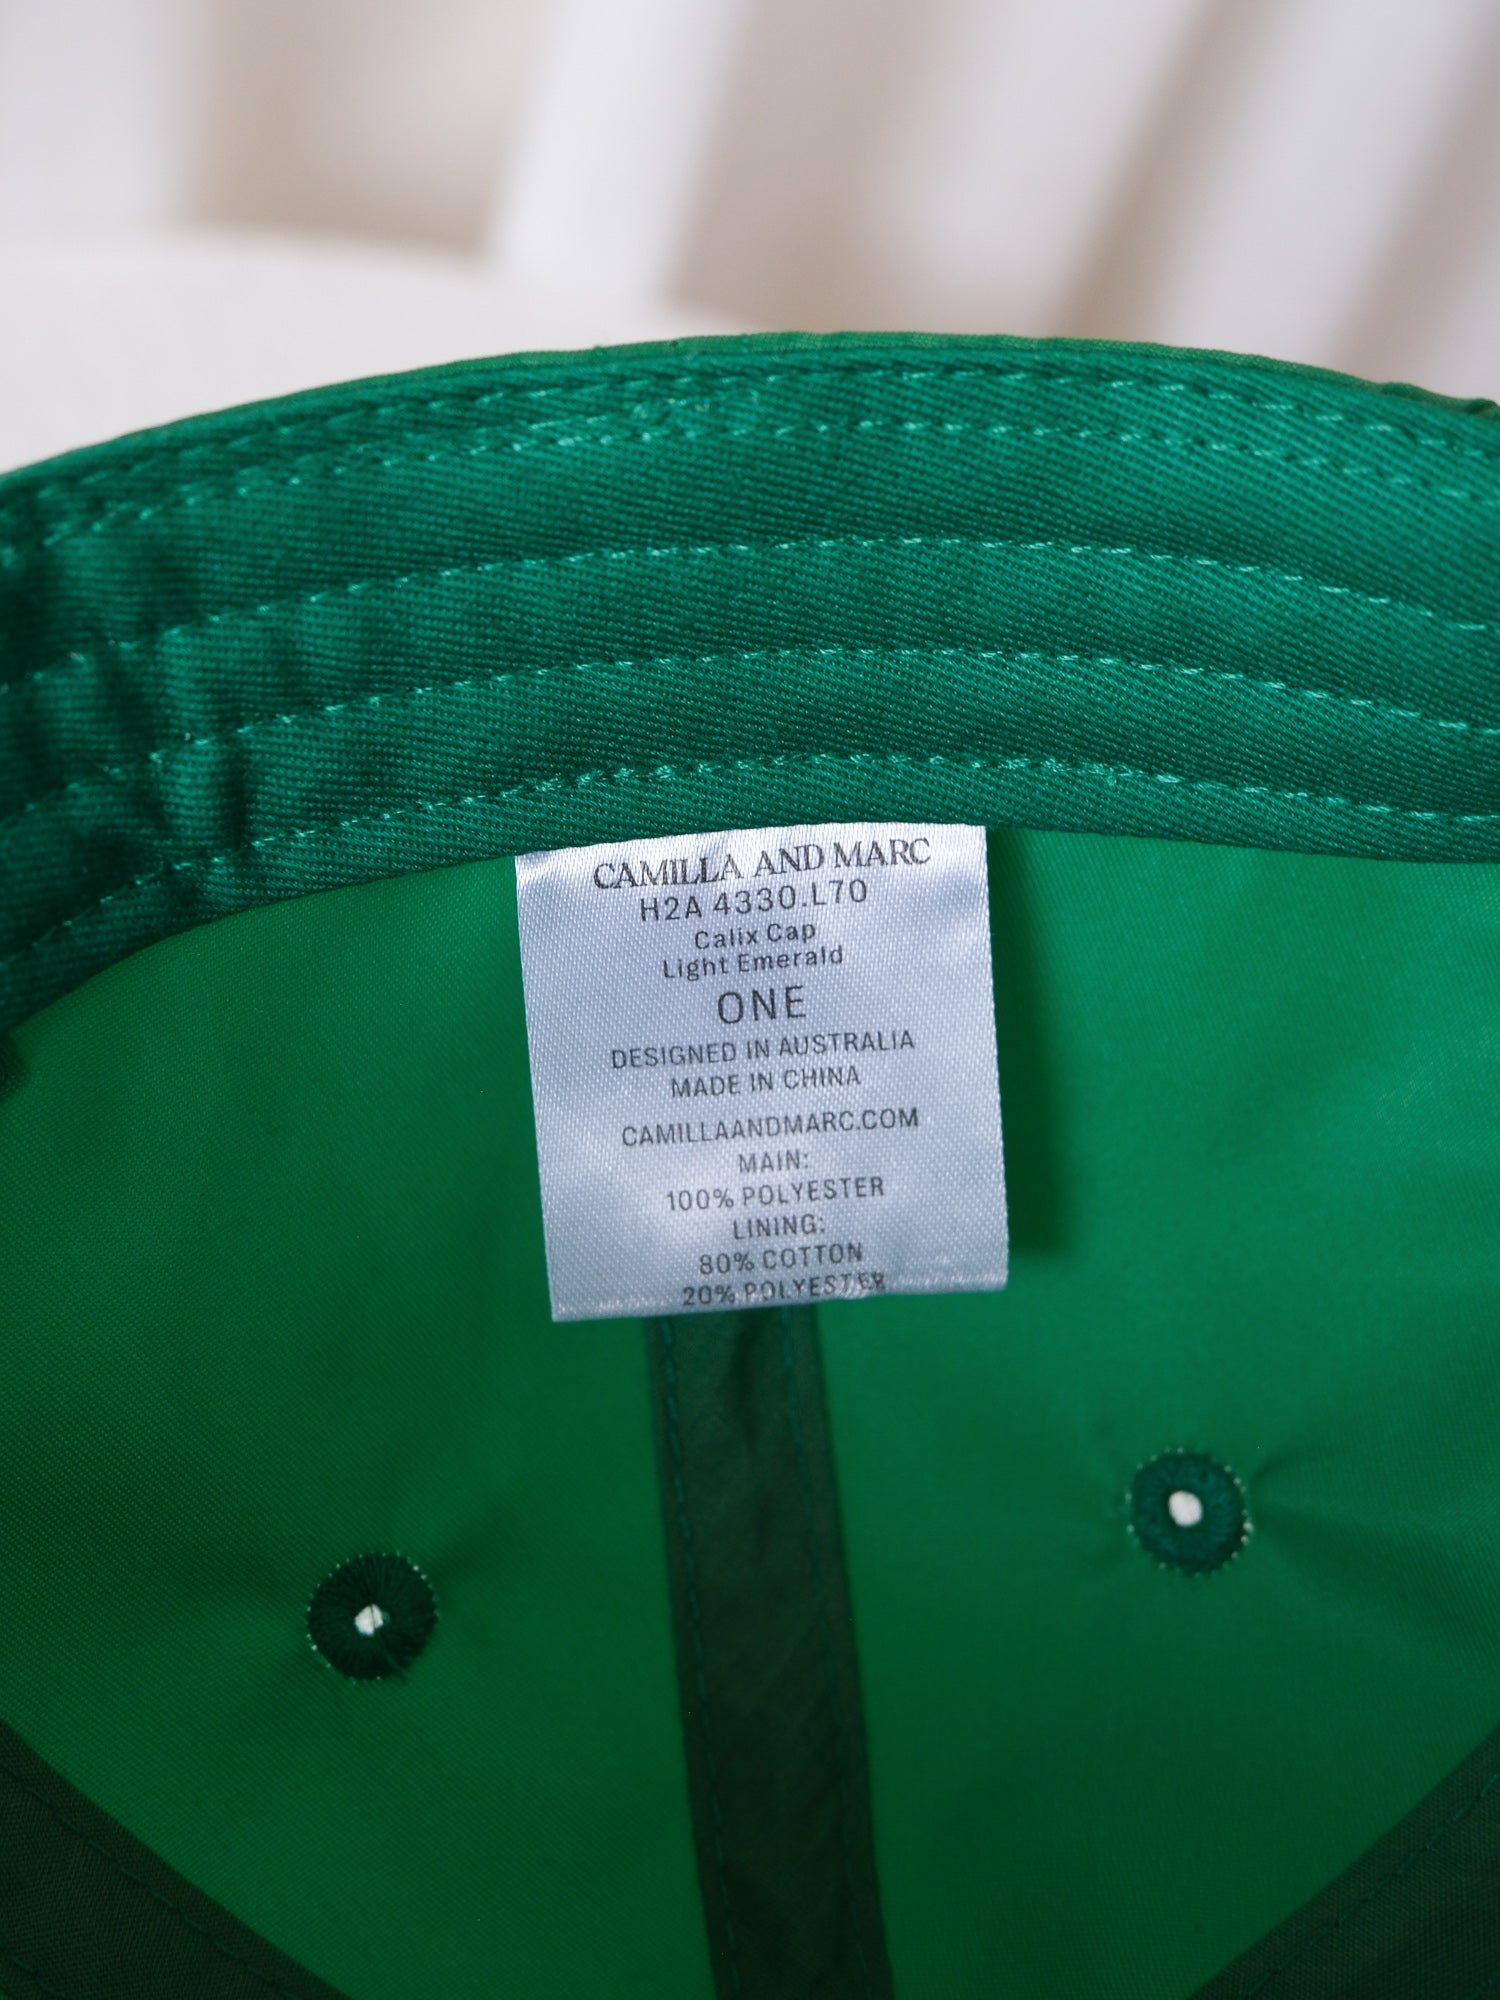 CAMILLA AND MARC
H2A 4330.L70
Calix Cap
Light Emerald
ONE
DESIGNED IN AUSTRALIA
MADE IN CHINA
CAMILLAANDMARC.COM
MAIN:
100% POLYESTER
LINING:
80% COTTON
20% POLYESTER